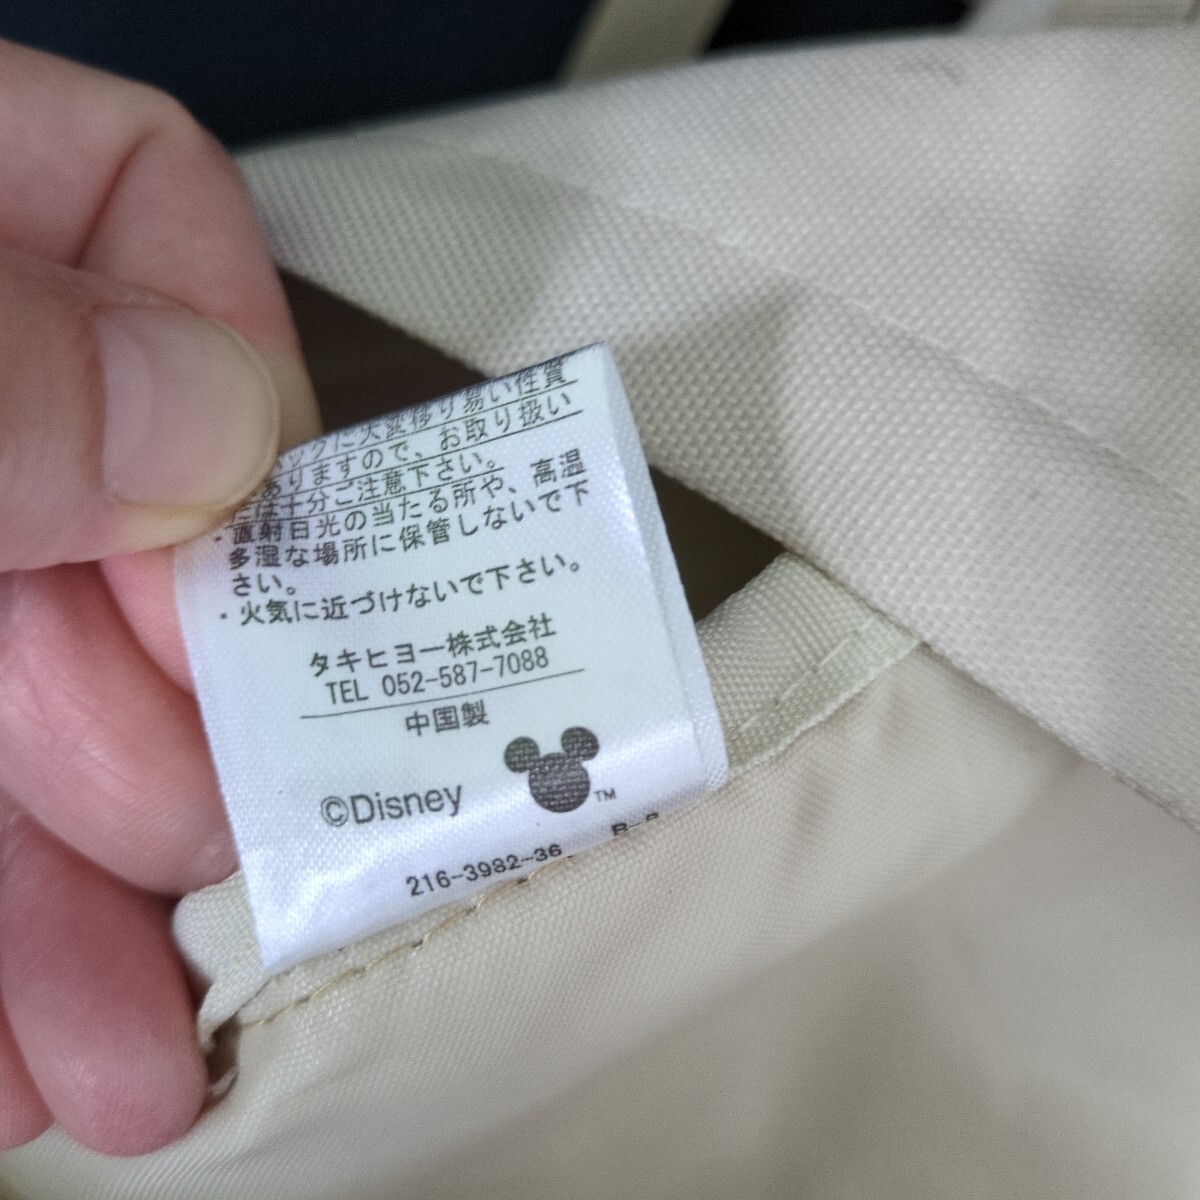 ックに大変移り易い性質
ありますので、お取り扱い
には十分ご注意下さい。
・直射日光の当たる所や、高温
多湿な場所に保管しないで下
さい。
・火気に近づけないで下さい。
タキヒヨー株式会社
TEL 052-587-7088
中国製
©Disney
TM
216-3982-36